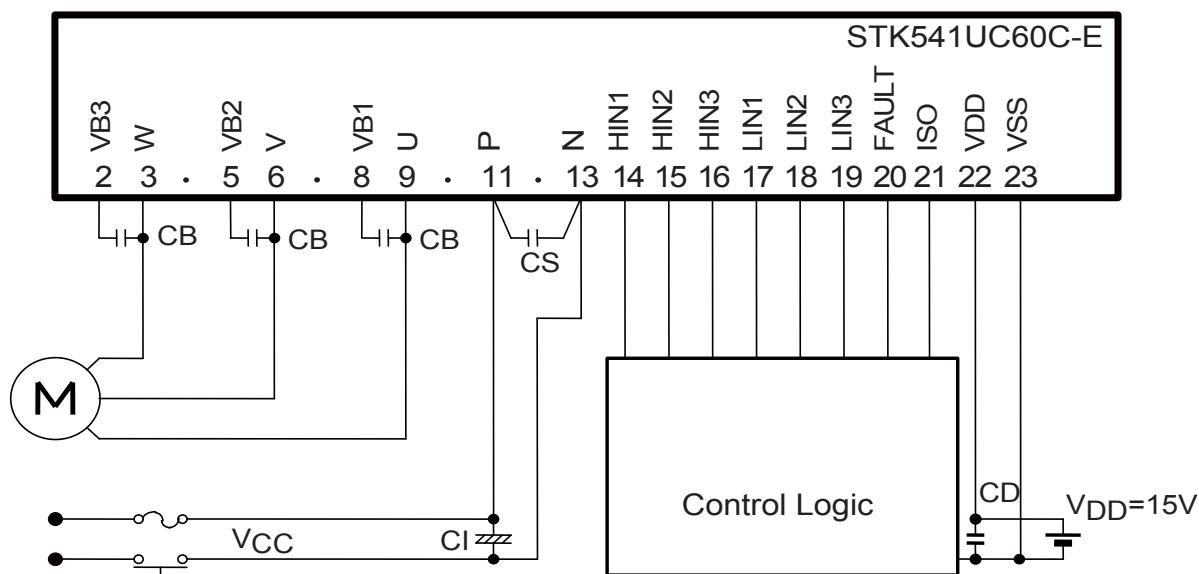 STK541UC60C-E
VB3 W VB2 V VB1 U P N HIN1 HIN2 HIN3 LIN1 LIN2 LIN3 FAULT ISO VDD VSS
2 3 . 5 6 . 8 9 . 11 . 13 14 15 16 17 18 19 20 21 22 23
CB CB CB
CS
M
Control Logic
CD
VDD=15V
VCC
CI